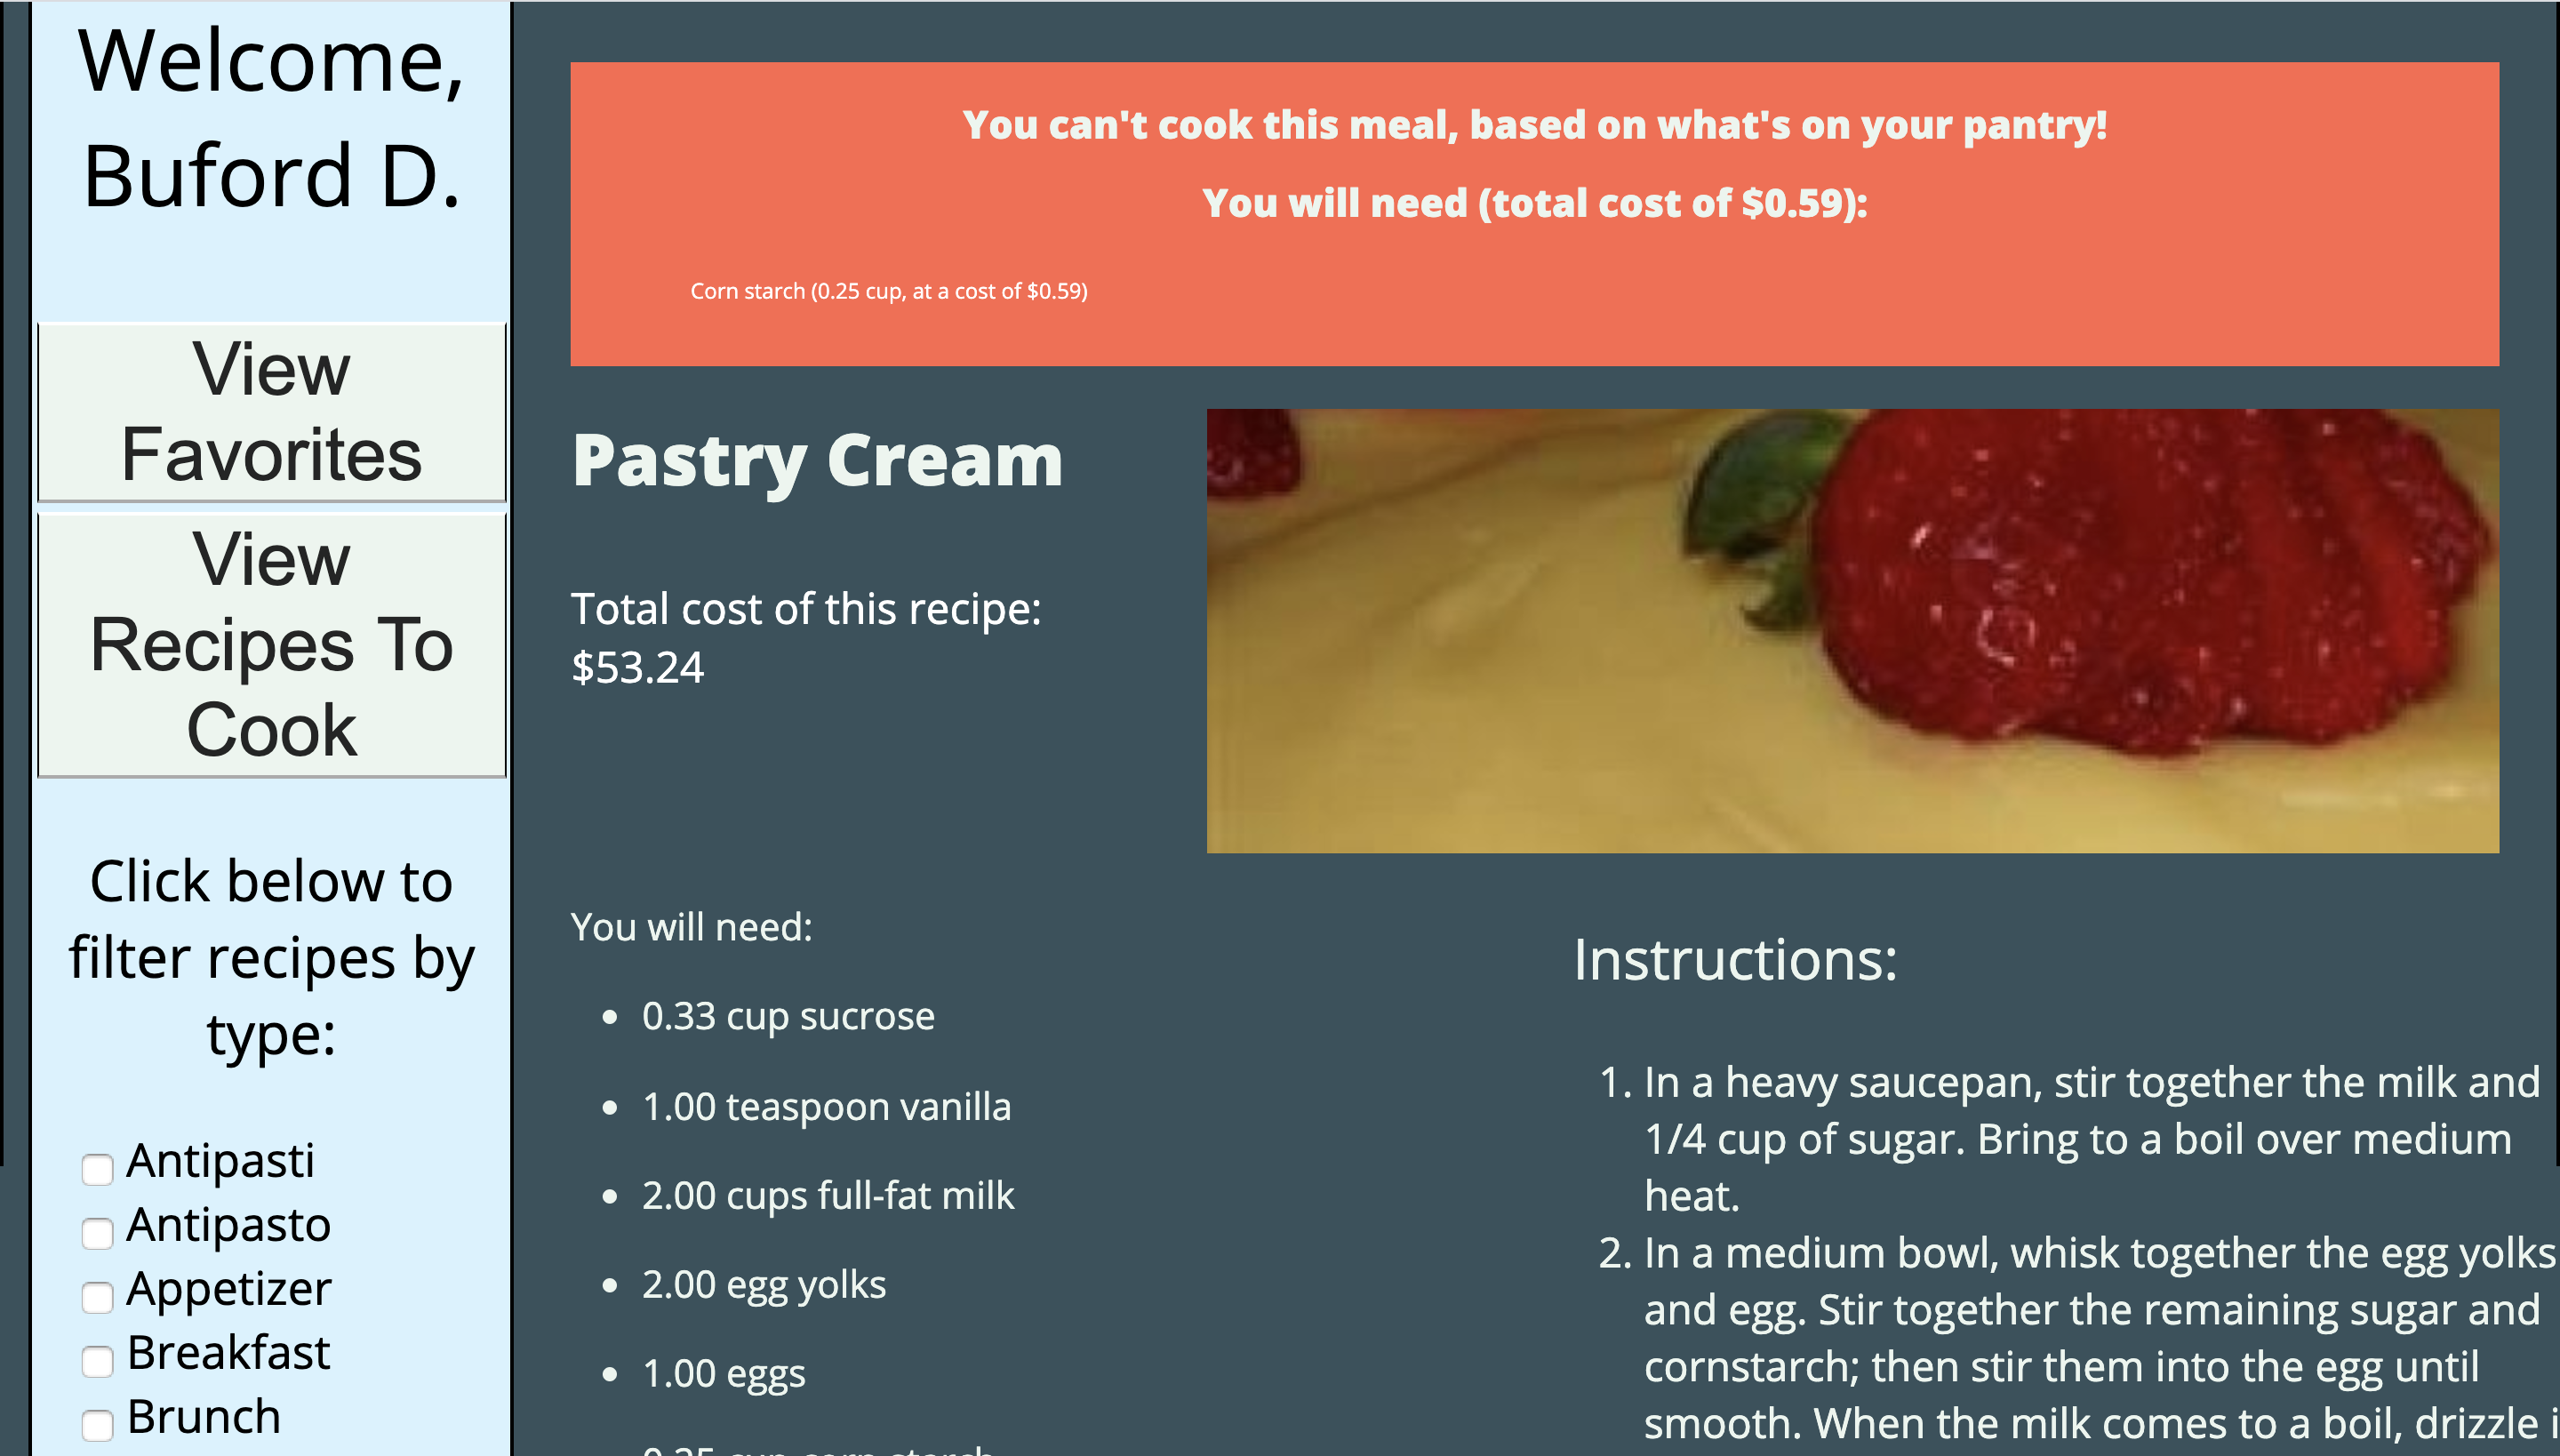 Welcome,
Buford D.
View
Favorites
View
Recipes To
Cook
Click below to
filter recipes by
type:
Antipasti
Antipasto
Appetizer
Breakfast
Brunch
You can't cook this meal, based on what's on your pantry!
You will need (total cost of $0.59):
Corn starch (0.25 cup, at a cost of $0.59)
Pastry Cream
Total cost of this recipe:
$53.24
You will need:
0.33 cup sucrose
1.00 teaspoon vanilla
2.00 cups full-fat milk
2.00 egg yolks
1.00 eggs
0.25 cup corn starch
Instructions:
1. In a heavy saucepan, stir together the milk and
1/4 cup of sugar. Bring to a boil over medium
heat.
2. In a medium bowl, whisk together the egg yolks
and egg. Stir together the remaining sugar and
cornstarch; then stir them into the egg until
smooth. When the milk comes to a boil, drizzle